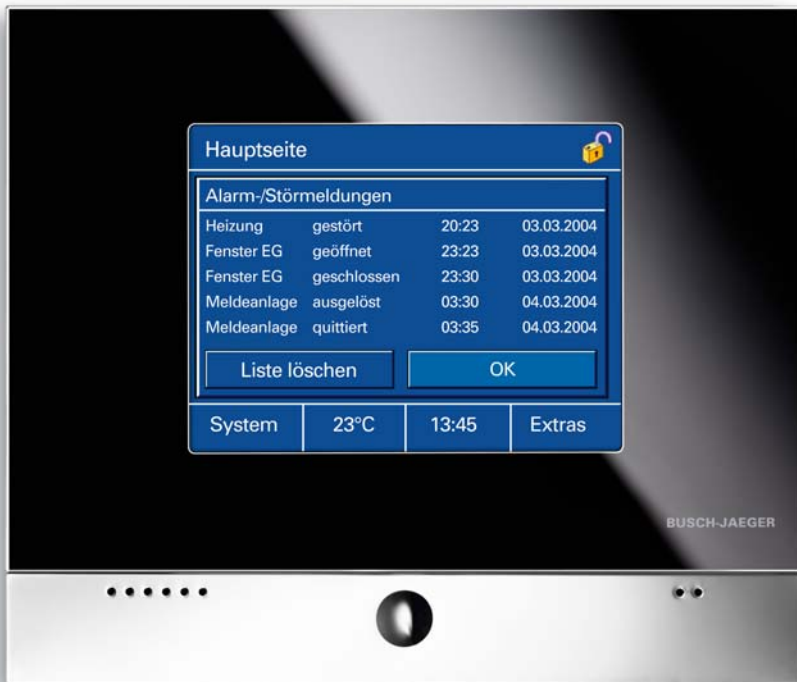 Hauptseite
Alarm-/Störmeldungen
Heizung gestört 20:23 03.03.2004
Fenster EG geöffnet 23:23 03.03.2004
Fenster EG geschlossen 23:30 03.03.2004
Meldeanlage ausgelöst 03:30 04.03.2004
Meldeanlage quittiert 03:35 04.03.2004
Liste löschen OK
System 23°C 13:45 Extras
BUSCH-JAEGER